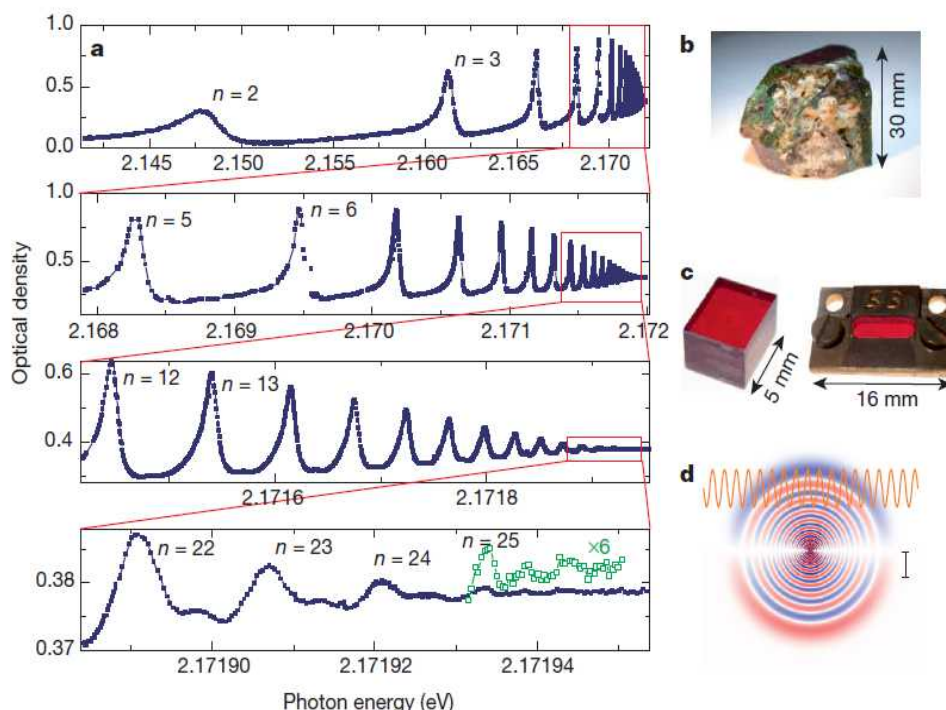 a
1.0
0.5
0.0
n = 2
n = 3
2.145
2.150
2.155
2.160
2.165
2.170
1.0
0.5
n = 5
n = 6
2.168
2.169
2.170
2.171
2.172
Optical density
0.6
0.4
n = 12
n = 13
2.1716
2.1718
0.38
0.37
n = 22
n = 23
n = 24
n = 25
×6
2.17190
2.17192
2.17194
Photon energy (eV)
b
30 mm
c
5 mm
16 mm
d